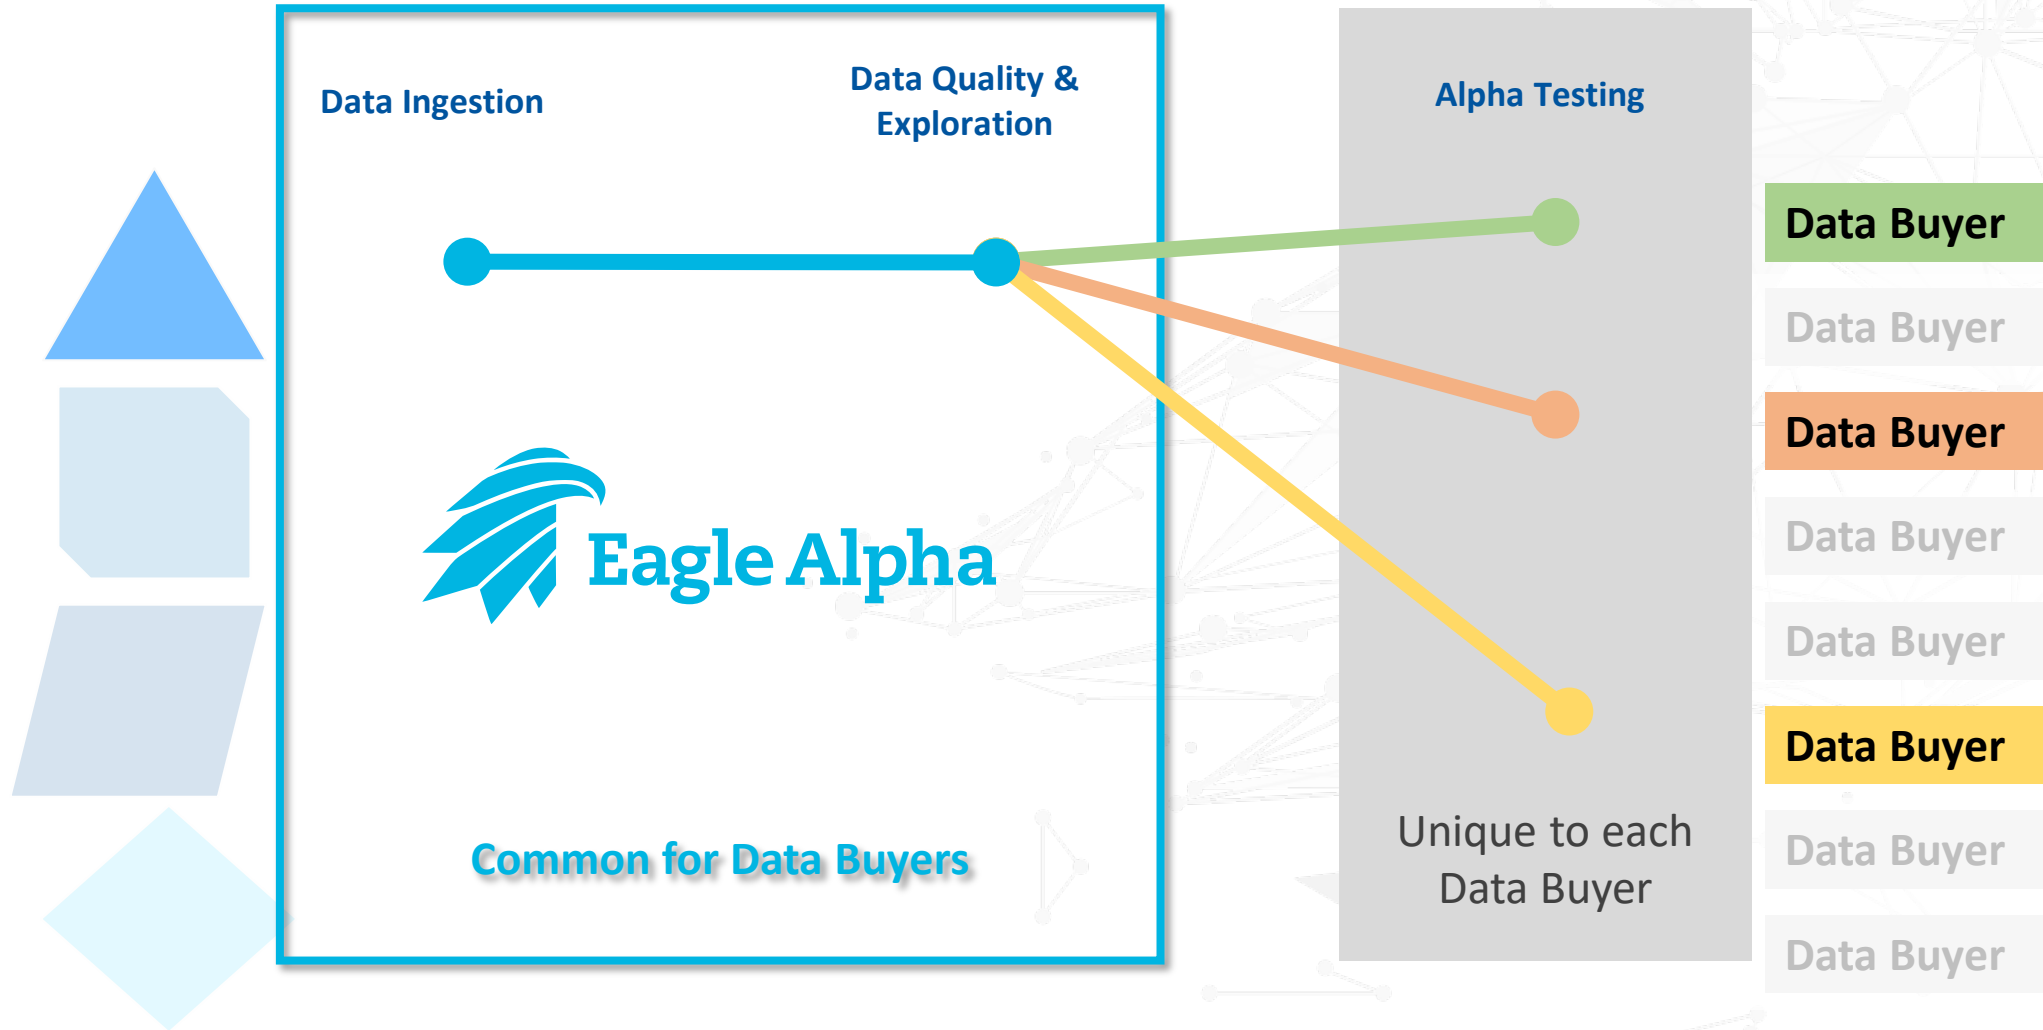 Data Ingestion
Data Quality &
Exploration
Alpha Testing
Eagle Alpha
Common for Data Buyers
Unique to each
Data Buyer
Data Buyer
Data Buyer
Data Buyer
Data Buyer
Data Buyer
Data Buyer
Data Buyer
Data Buyer